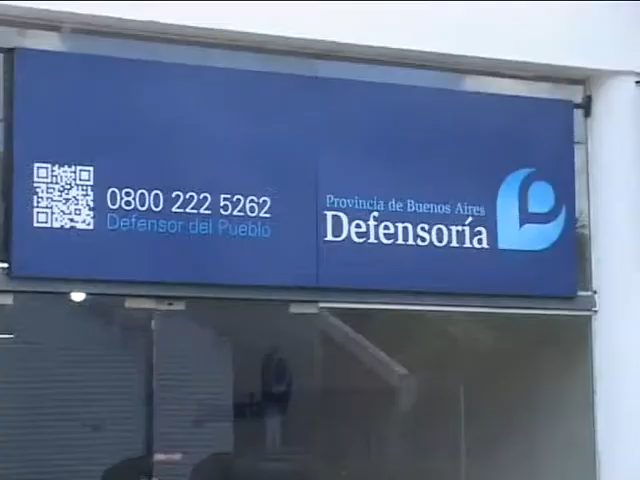 0800 222 5262
Defensor del Pueblo
Provincia de Buenos Aires
Defensoría